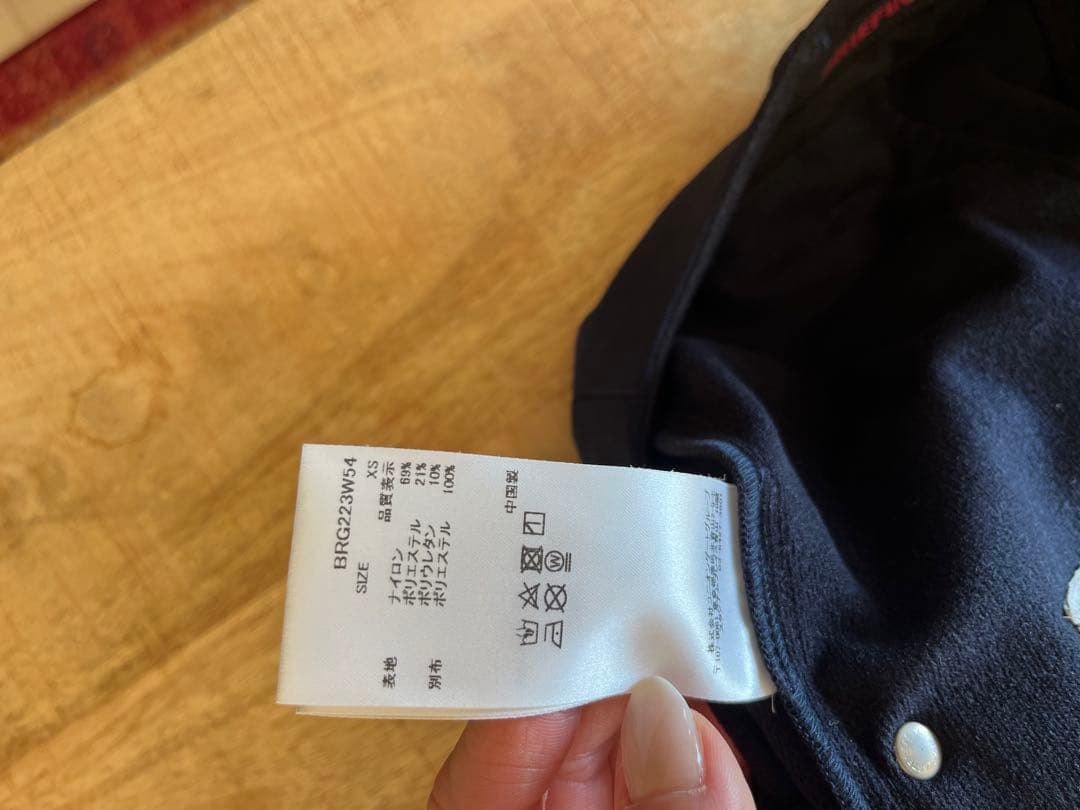 BRG223W54
SIZE XS
品質表示
表地 ナイロン 69%
ポリエステル 21%
ポリウレタン 10%
別布 ポリエステル 100%
中国製
W